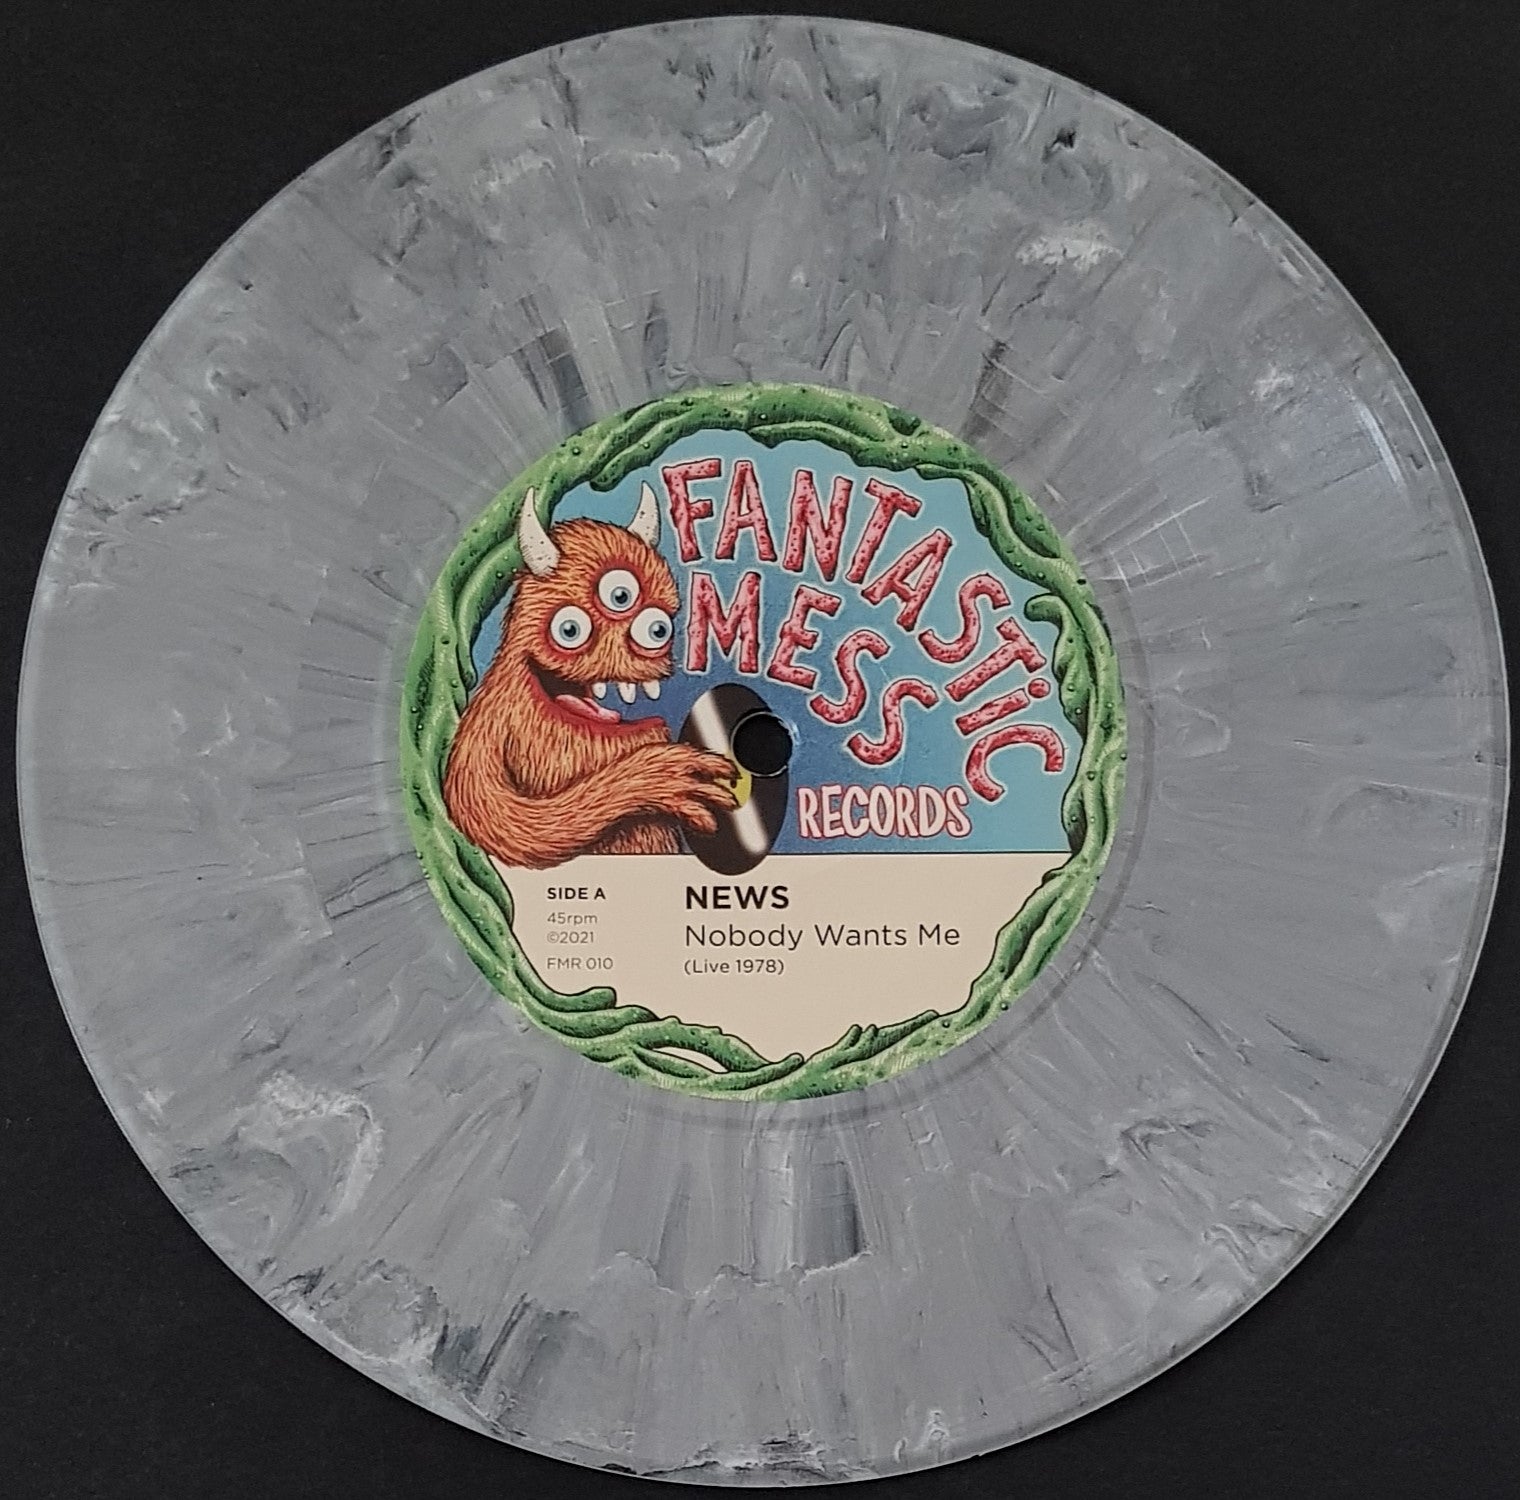 FANTASTiC
MESS
RECORDS
SIDE A
45rpm
©2021
FMR 010
NEWS
Nobody Wants Me
(Live 1978)